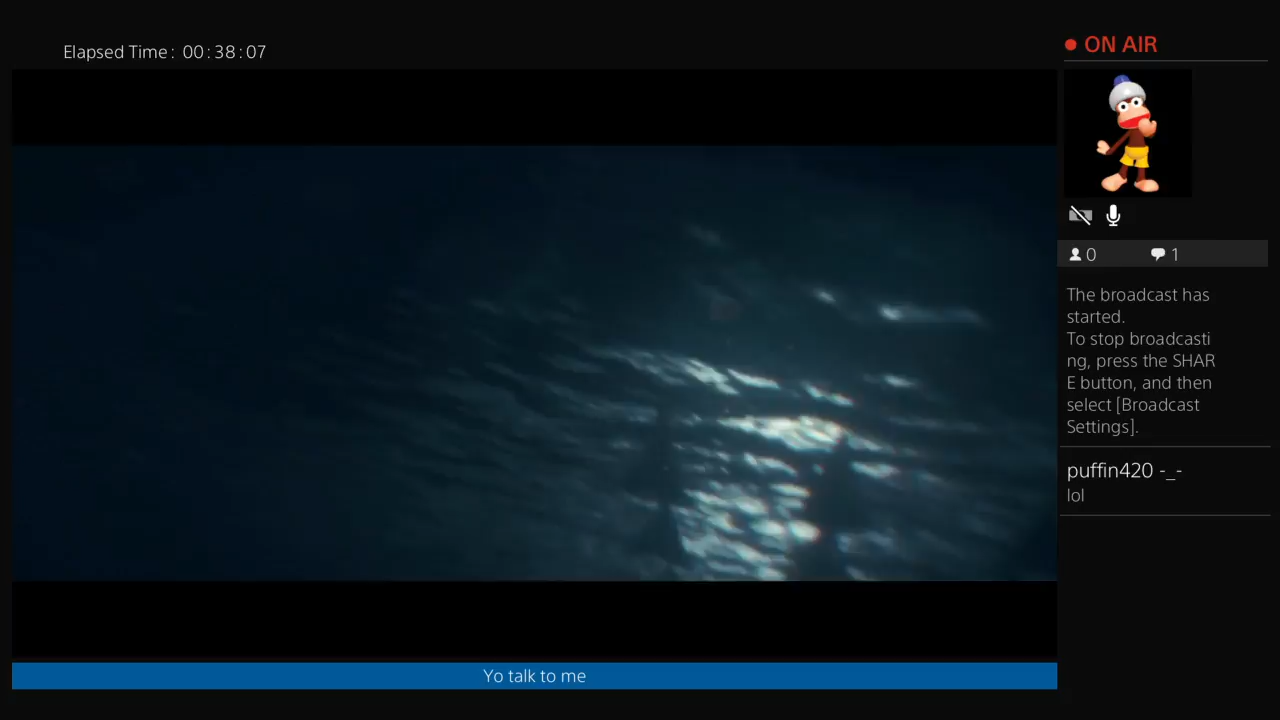 Elapsed Time: 00:38:07
ON AIR
0
1
The broadcast has
started.
To stop broadcasti
ng, press the SHAR
E button, and then
select [Broadcast
Settings].
puffin420 -_-
lol
Yo talk to me